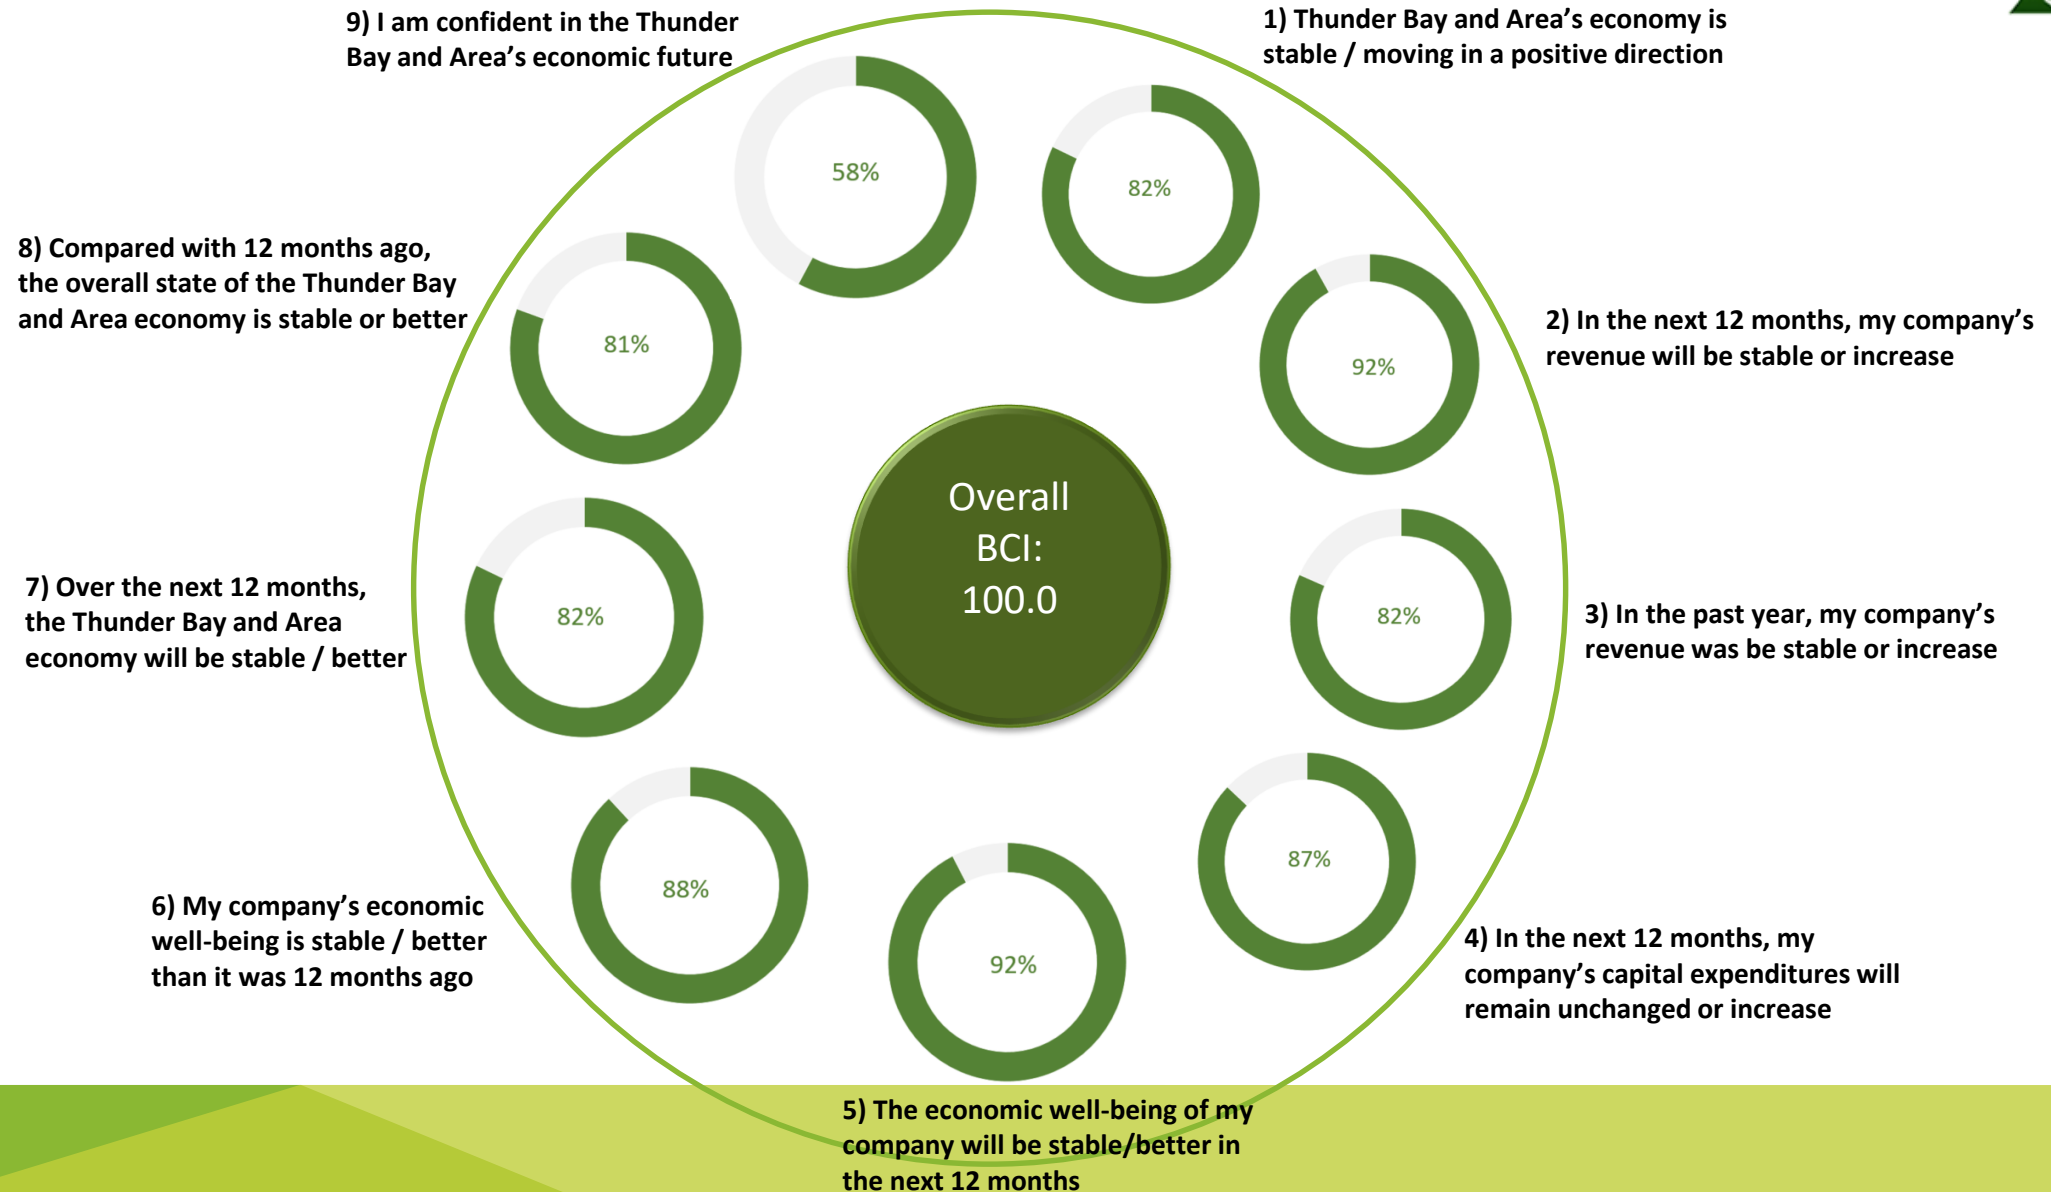 9) I am confident in the Thunder
Bay and Area’s economic future
58%
1) Thunder Bay and Area’s economy is
stable / moving in a positive direction
82%
2) In the next 12 months, my company’s
revenue will be stable or increase
92%
3) In the past year, my company’s
revenue was be stable or increase
82%
4) In the next 12 months, my
company’s capital expenditures will
remain unchanged or increase
87%
5) The economic well-being of my
company will be stable/better in
the next 12 months
92%
6) My company’s economic
well-being is stable / better
than it was 12 months ago
88%
7) Over the next 12 months,
the Thunder Bay and Area
economy will be stable / better
82%
8) Compared with 12 months ago,
the overall state of the Thunder Bay
and Area economy is stable or better
81%
Overall
BCI:
100.0